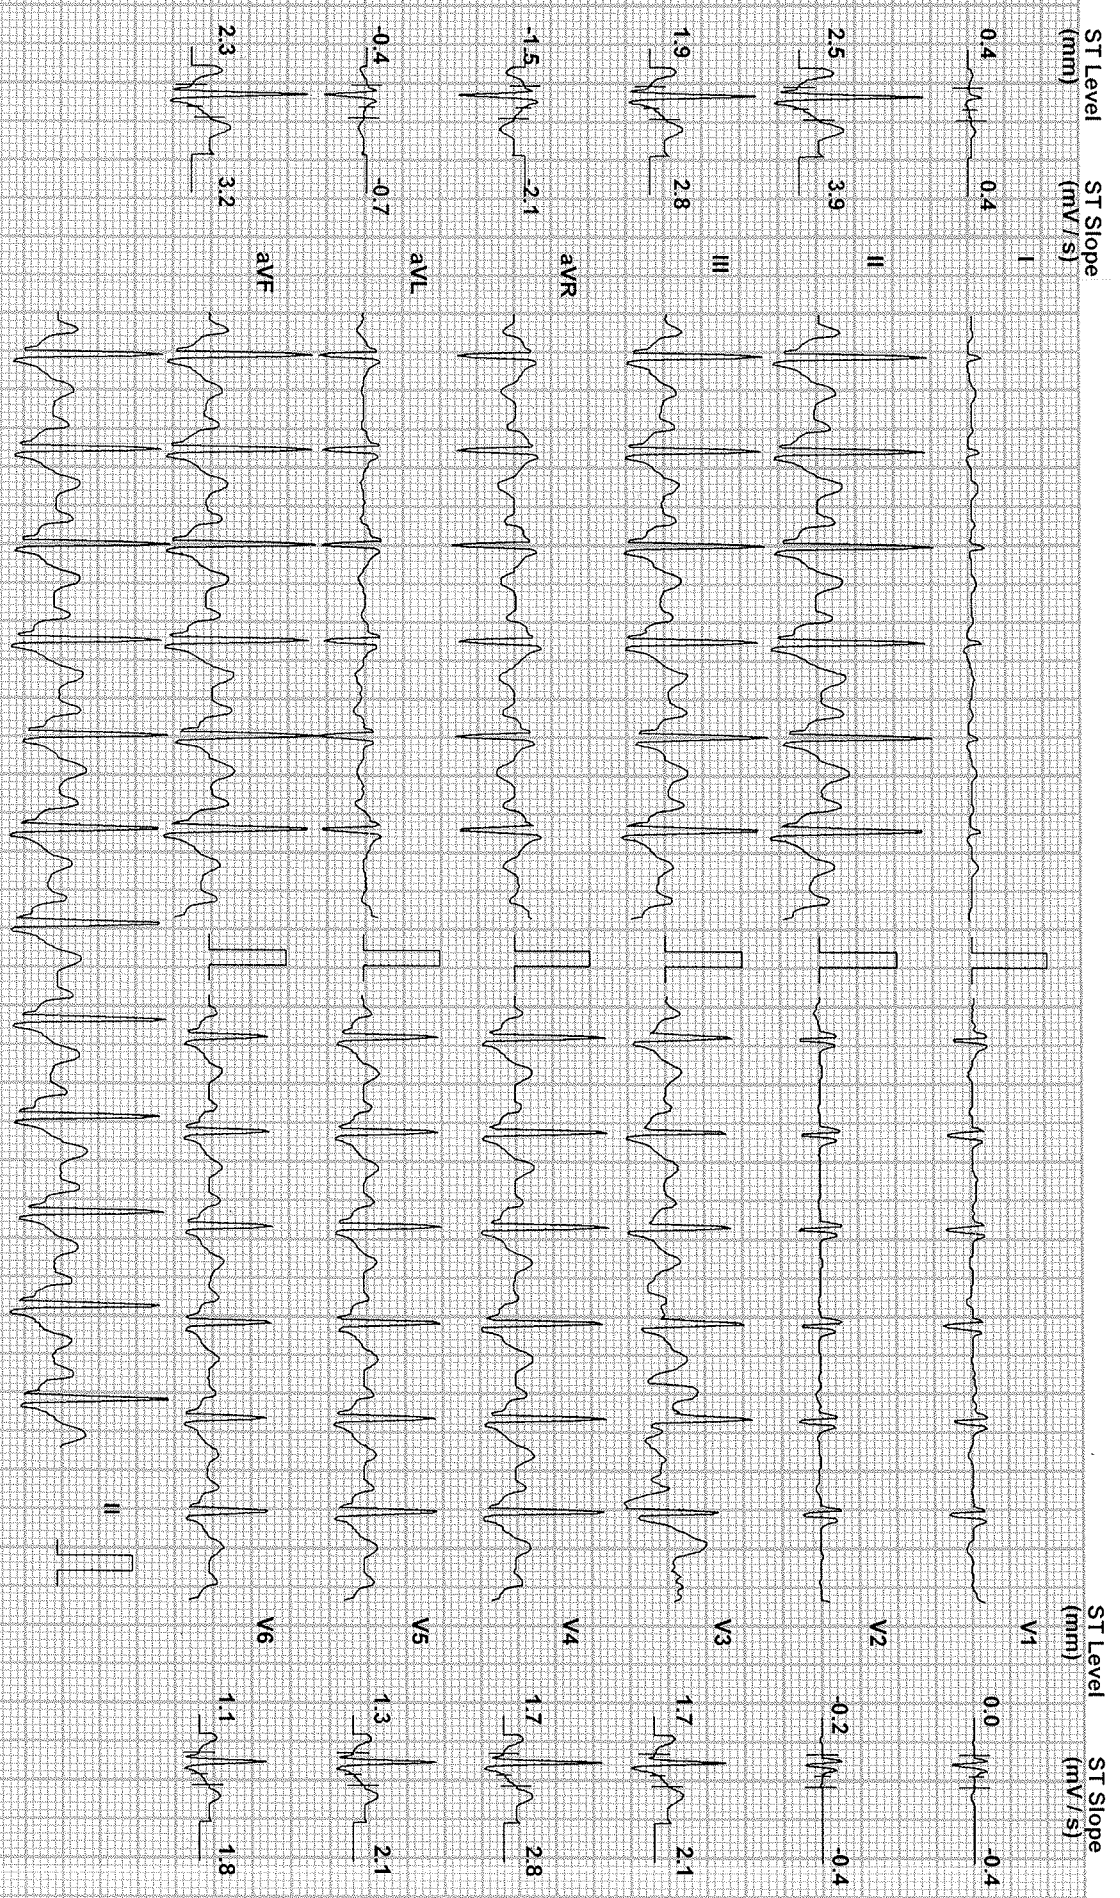 ST Level ST Slope
(mm) (mV / s)
0.4 0.4 I
2.5 3.9 II
1.9 2.8 III
-1.5 -2.1 aVR
-0.4 -0.7 aVL
2.3 3.2 aVF
ST Level ST Slope
(mm) (mV / s)
V1 0.0 -0.4
V2 -0.2 -0.4
V3 1.7 2.1
V4 1.7 2.8
V5 1.3 2.1
V6 1.1 1.8
II